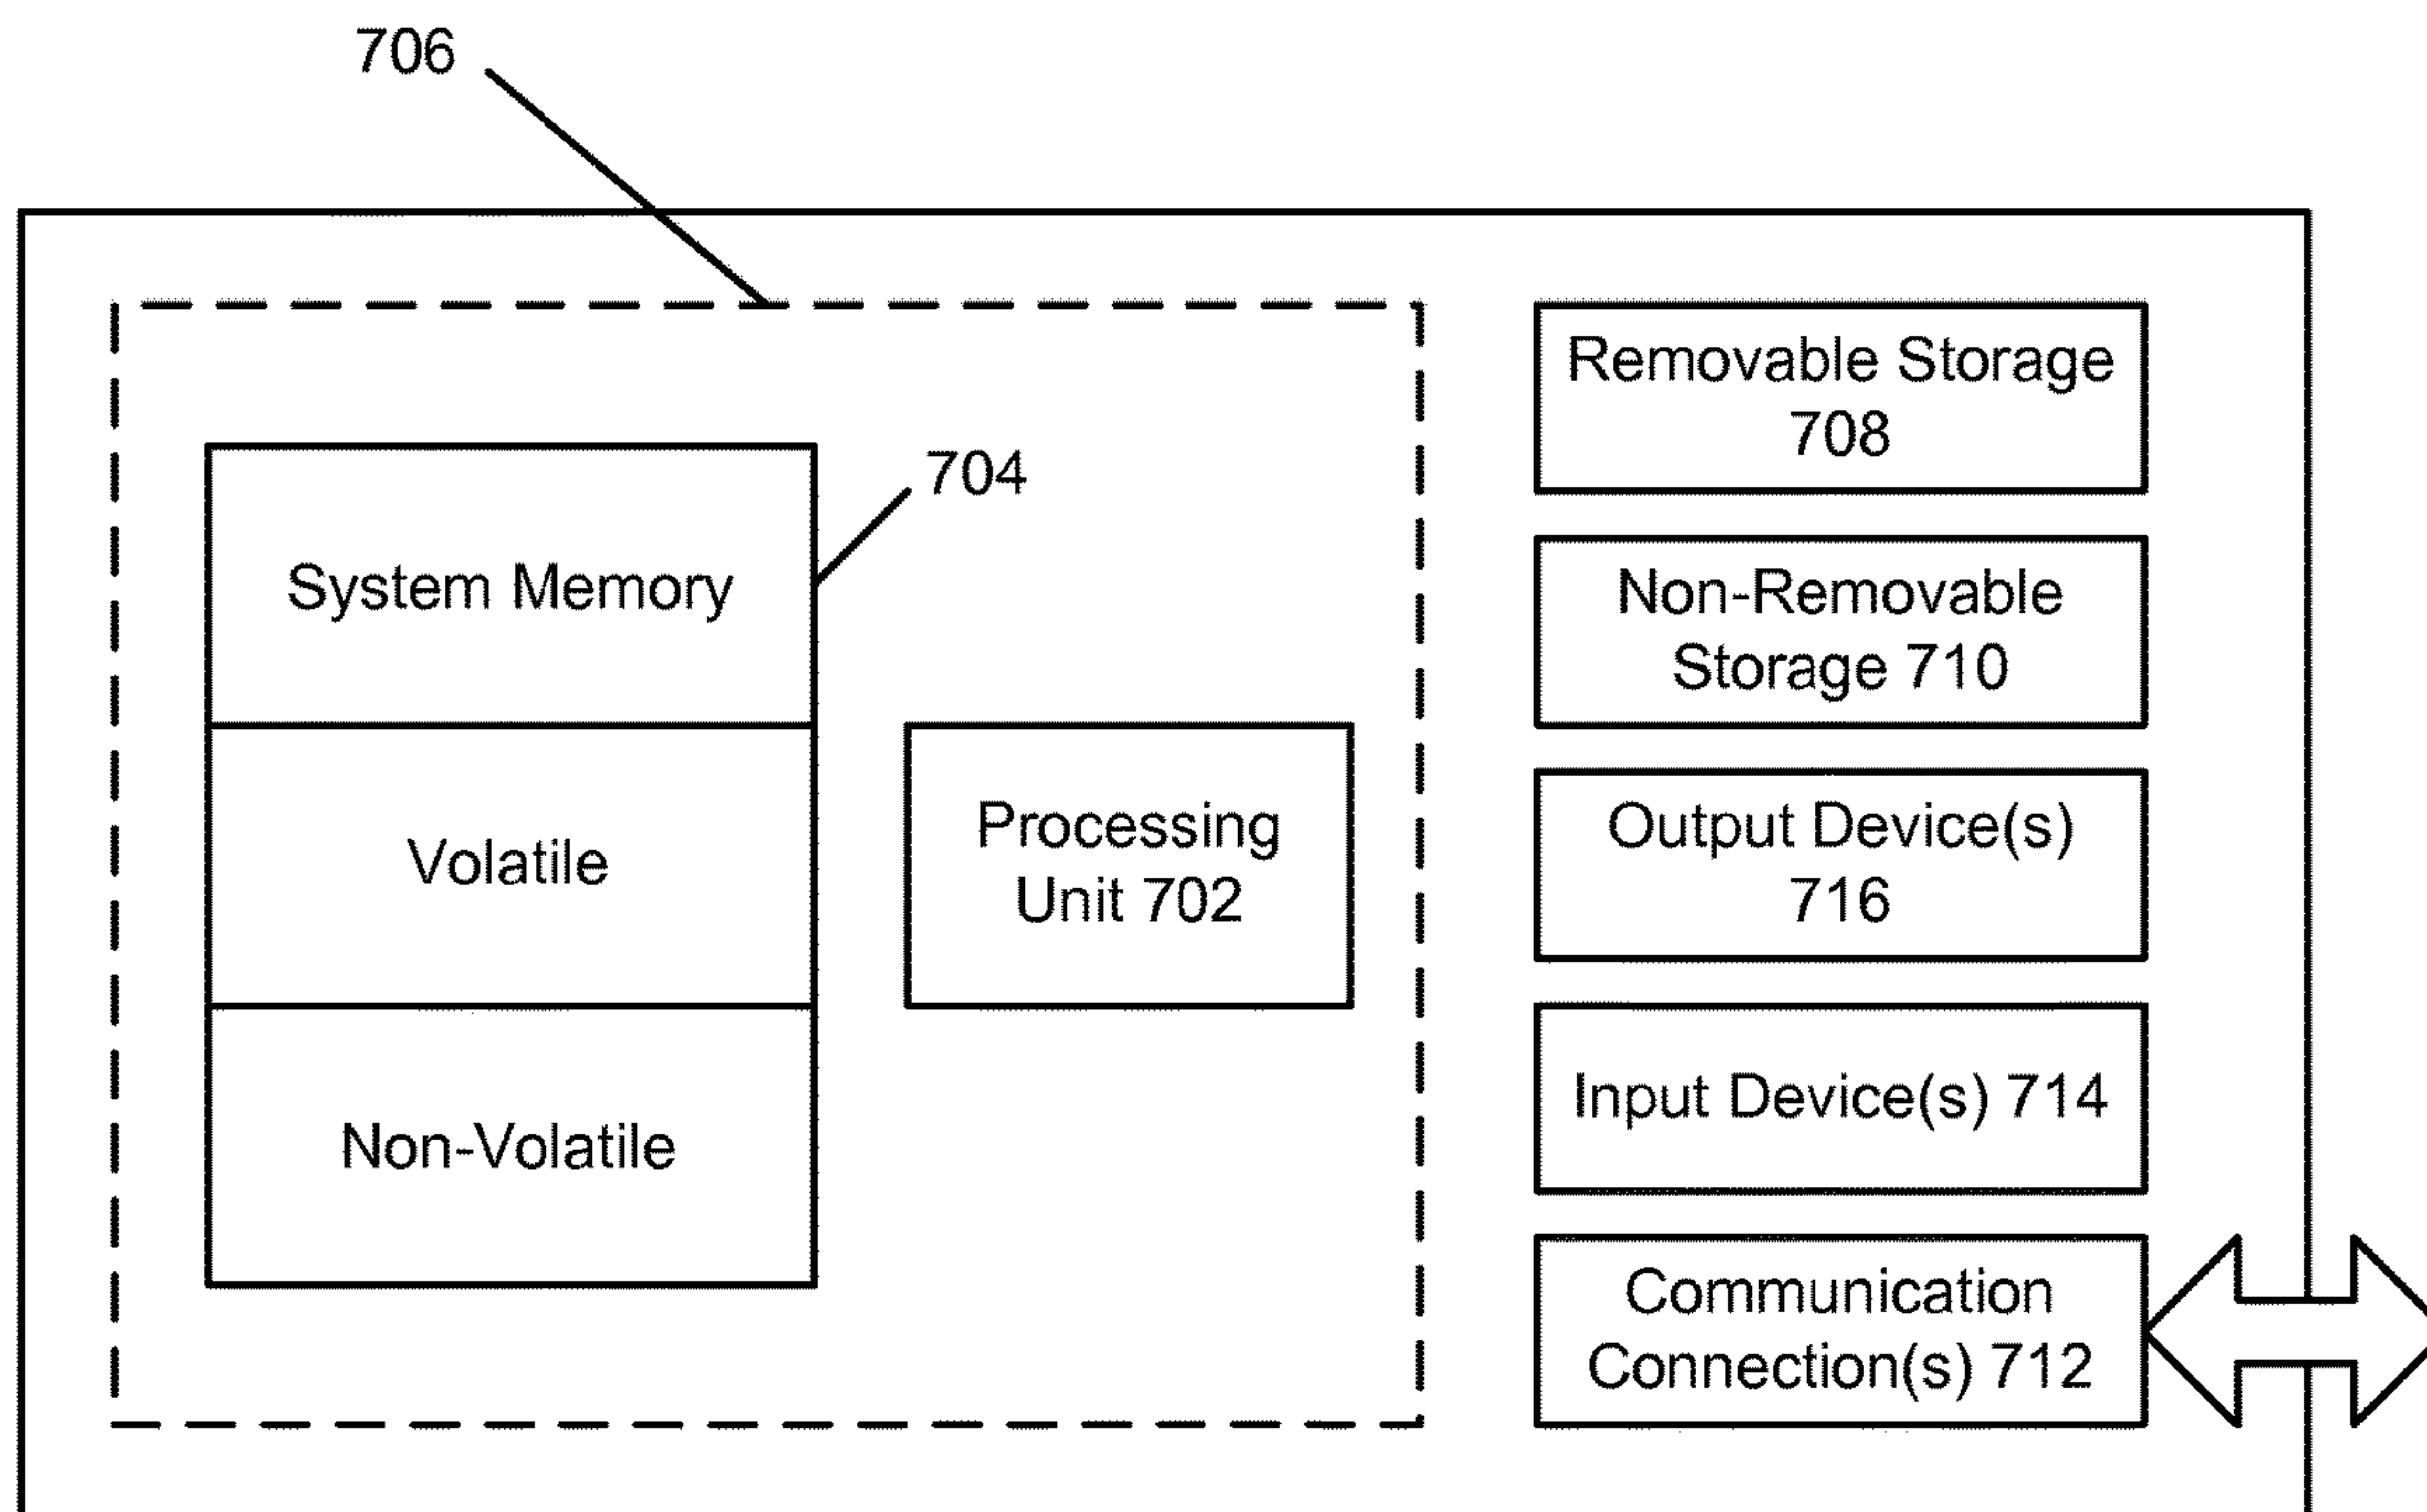 706
704
System Memory
Volatile
Non-Volatile
Processing
Unit 702
Removable Storage
708
Non-Removable
Storage 710
Output Device(s)
716
Input Device(s) 714
Communication
Connection(s) 712